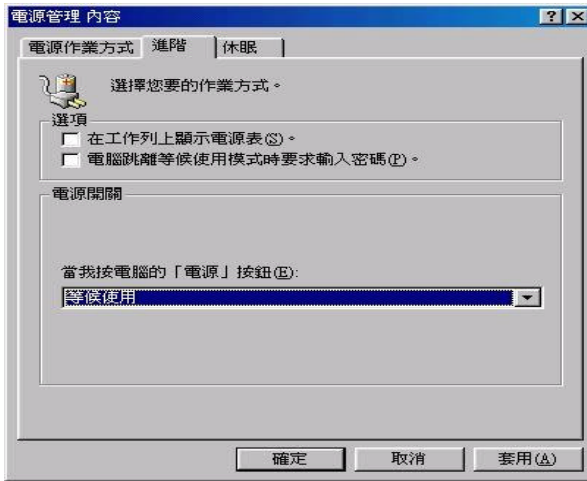 電源管理 內容
電源作業方式 進階 休眠
選擇您要的作業方式。
選項
在工作列上顯示電源表(S)。
電腦跳離等候使用模式時要求輸入密碼(P)。
電源開關
當我按電腦的「電源」按鈕(E):
等候使用
確定 取消 套用(A)